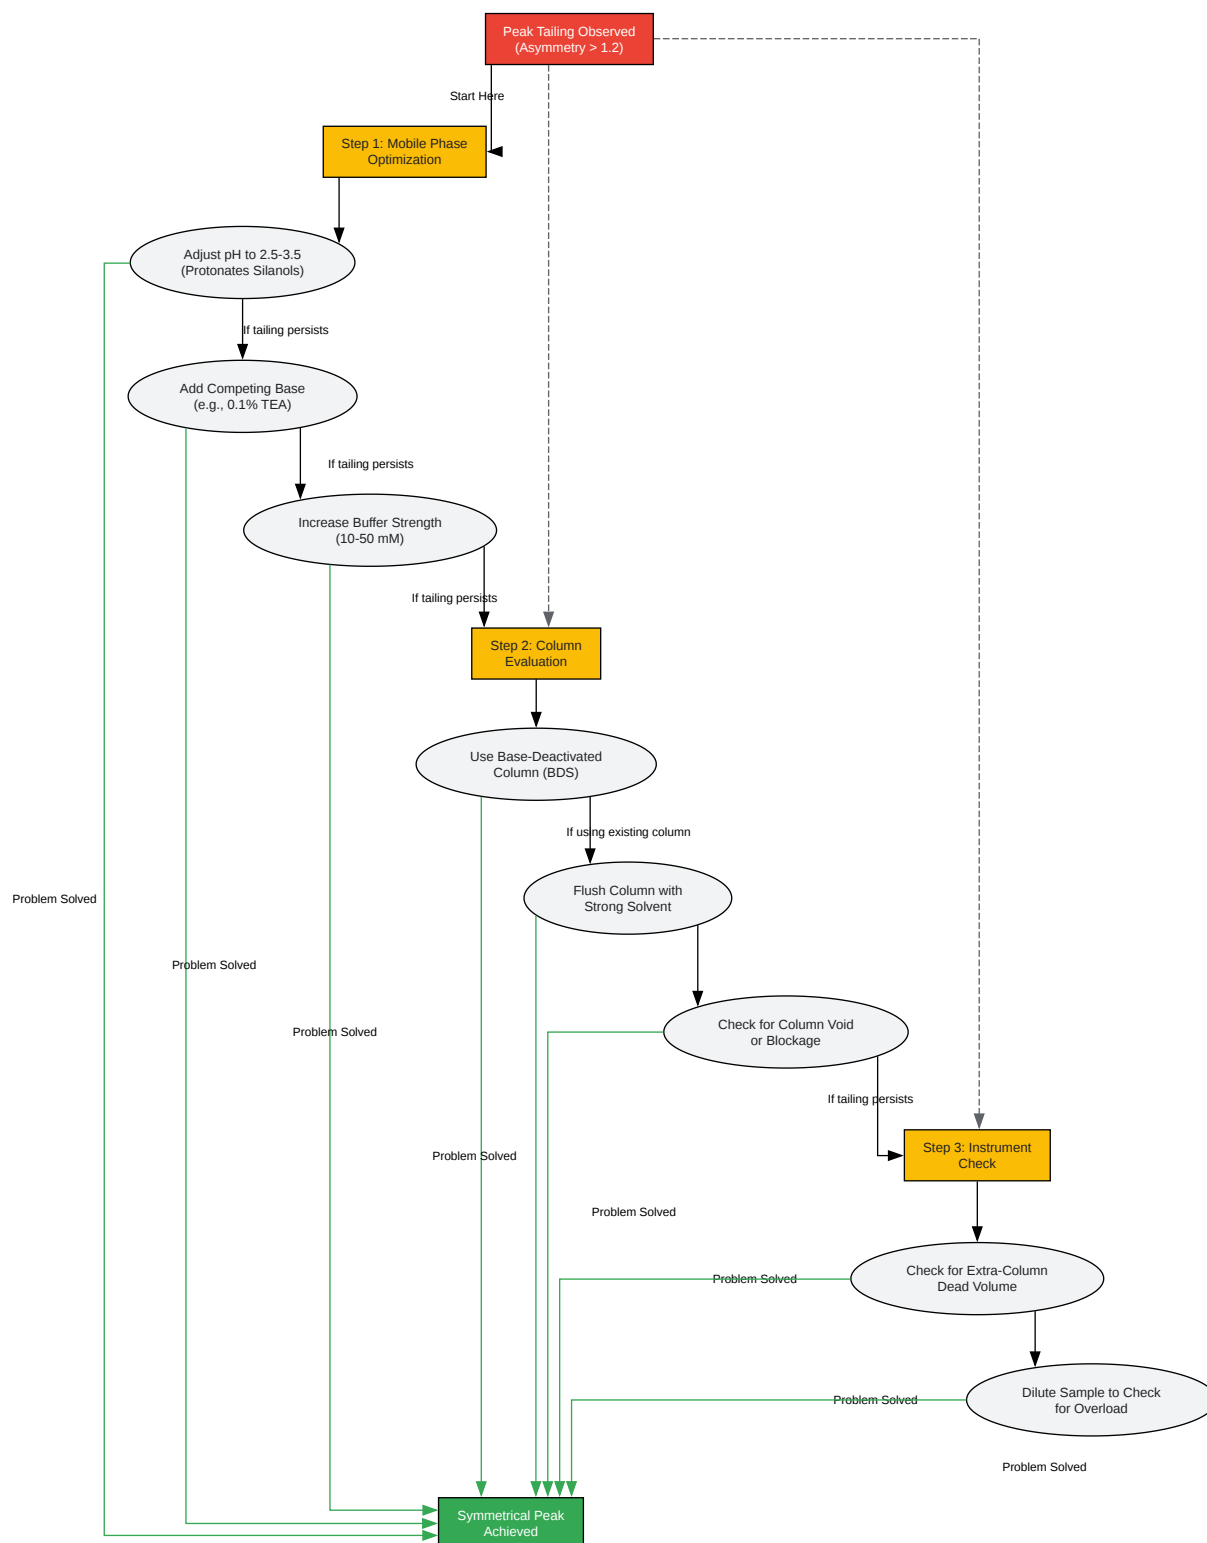 Peak Tailing Observed
(Asymmetry > 1.2)
Start Here
Step 1: Mobile Phase
Optimization
Adjust pH to 2.5-3.5
(Protonates Silanols)
If tailing persists
Add Competing Base
(e.g., 0.1% TEA)
If tailing persists
Increase Buffer Strength
(10-50 mM)
If tailing persists
Step 2: Column
Evaluation
Use Base-Deactivated
Column (BDS)
If using existing column
Flush Column with
Strong Solvent
Problem Solved
Problem Solved
Check for Column Void
or Blockage
Problem Solved
If tailing persists
Step 3: Instrument
Check
Problem Solved
Problem Solved
Check for Extra-Column
Dead Volume
Problem Solved
Dilute Sample to Check
for Overload
Problem Solved
Problem Solved
Symmetrical Peak
Achieved